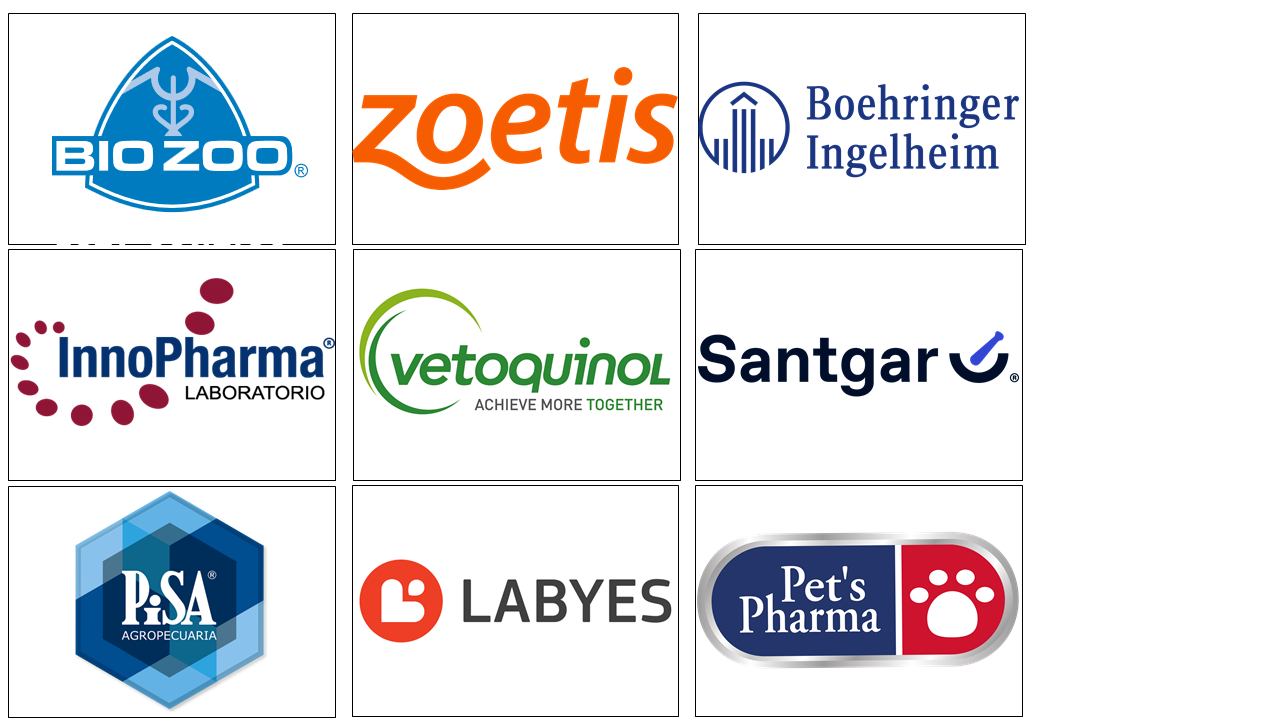 BIO ZOO®
zoetis
Boehringer
Ingelheim
InnoPharma®
LABORATORIO
vetoquinol
ACHIEVE MORE TOGETHER
Santgar®
PiSA®
AGROPECUARIA
LABYES
Pet's
Pharma